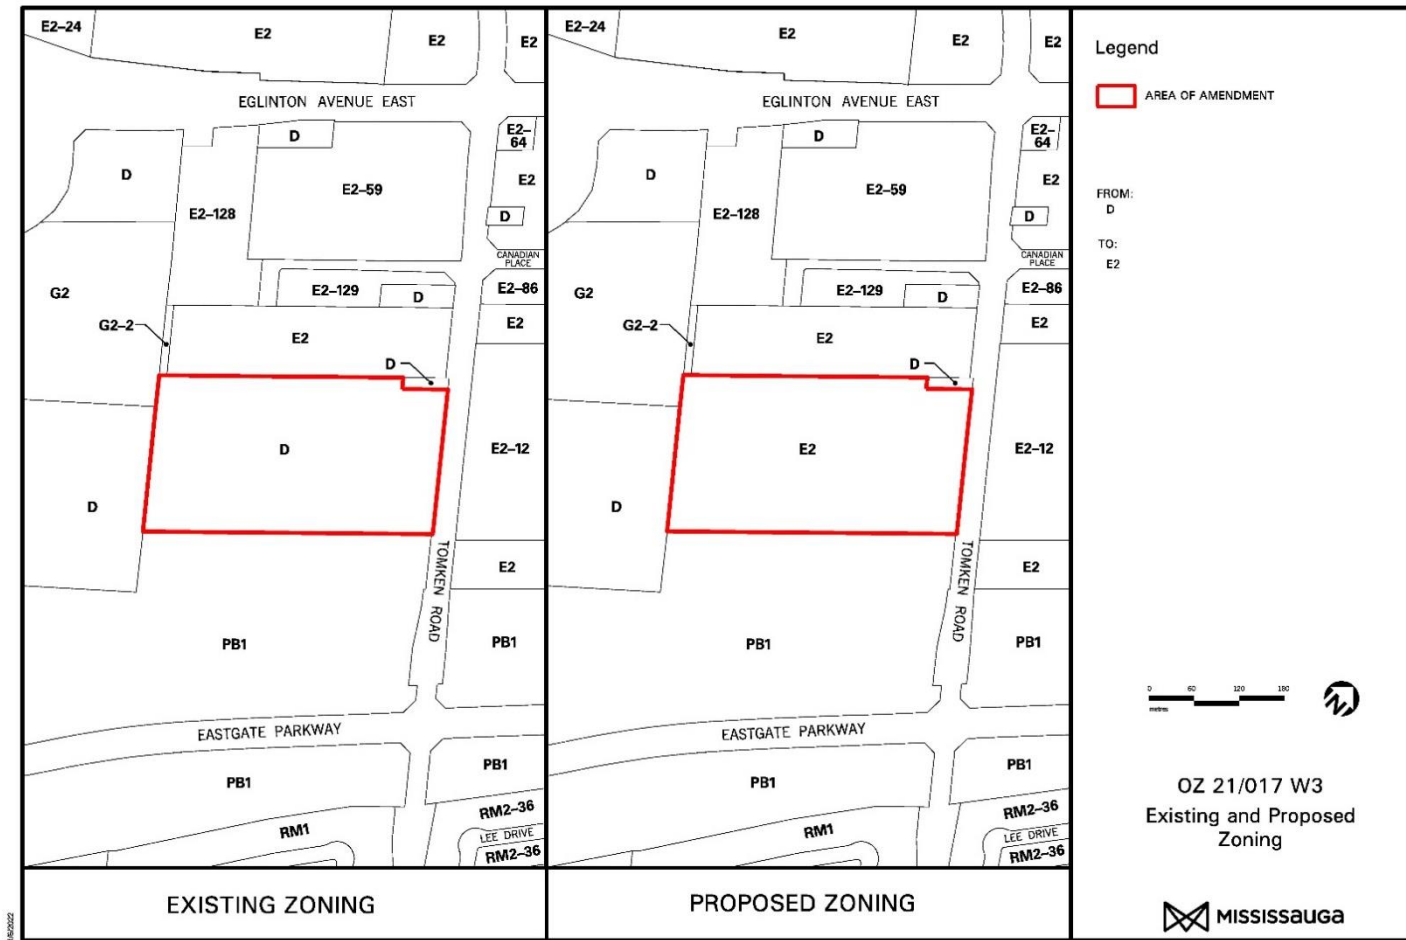 E2–24
E2
E2
E2
EGLINTON AVENUE EAST
D
E2–
64
D
E2–59
E2
E2–128
D
CANADIAN
PLACE
G2
E2–129
D
E2–86
G2–2
E2
E2
D
D
E2–12
D
TOMKEN ROAD
E2
PB1
PB1
EASTGATE PARKWAY
PB1
PB1
RM2–36
RM1
LEE DRIVE
RM2–36
EXISTING ZONING
E2–24
E2
E2
E2
EGLINTON AVENUE EAST
D
E2–
64
D
E2–59
E2
E2–128
D
CANADIAN
PLACE
G2
E2–129
D
E2–86
G2–2
E2
E2
D
E2
E2–12
D
TOMKEN ROAD
E2
PB1
PB1
EASTGATE PARKWAY
PB1
PB1
RM2–36
RM1
LEE DRIVE
RM2–36
PROPOSED ZONING
Legend
AREA OF AMENDMENT
FROM:
D
TO:
E2
0 60 120 180
metres
N
OZ 21/017 W3
Existing and Proposed
Zoning
MISSISSAUGA